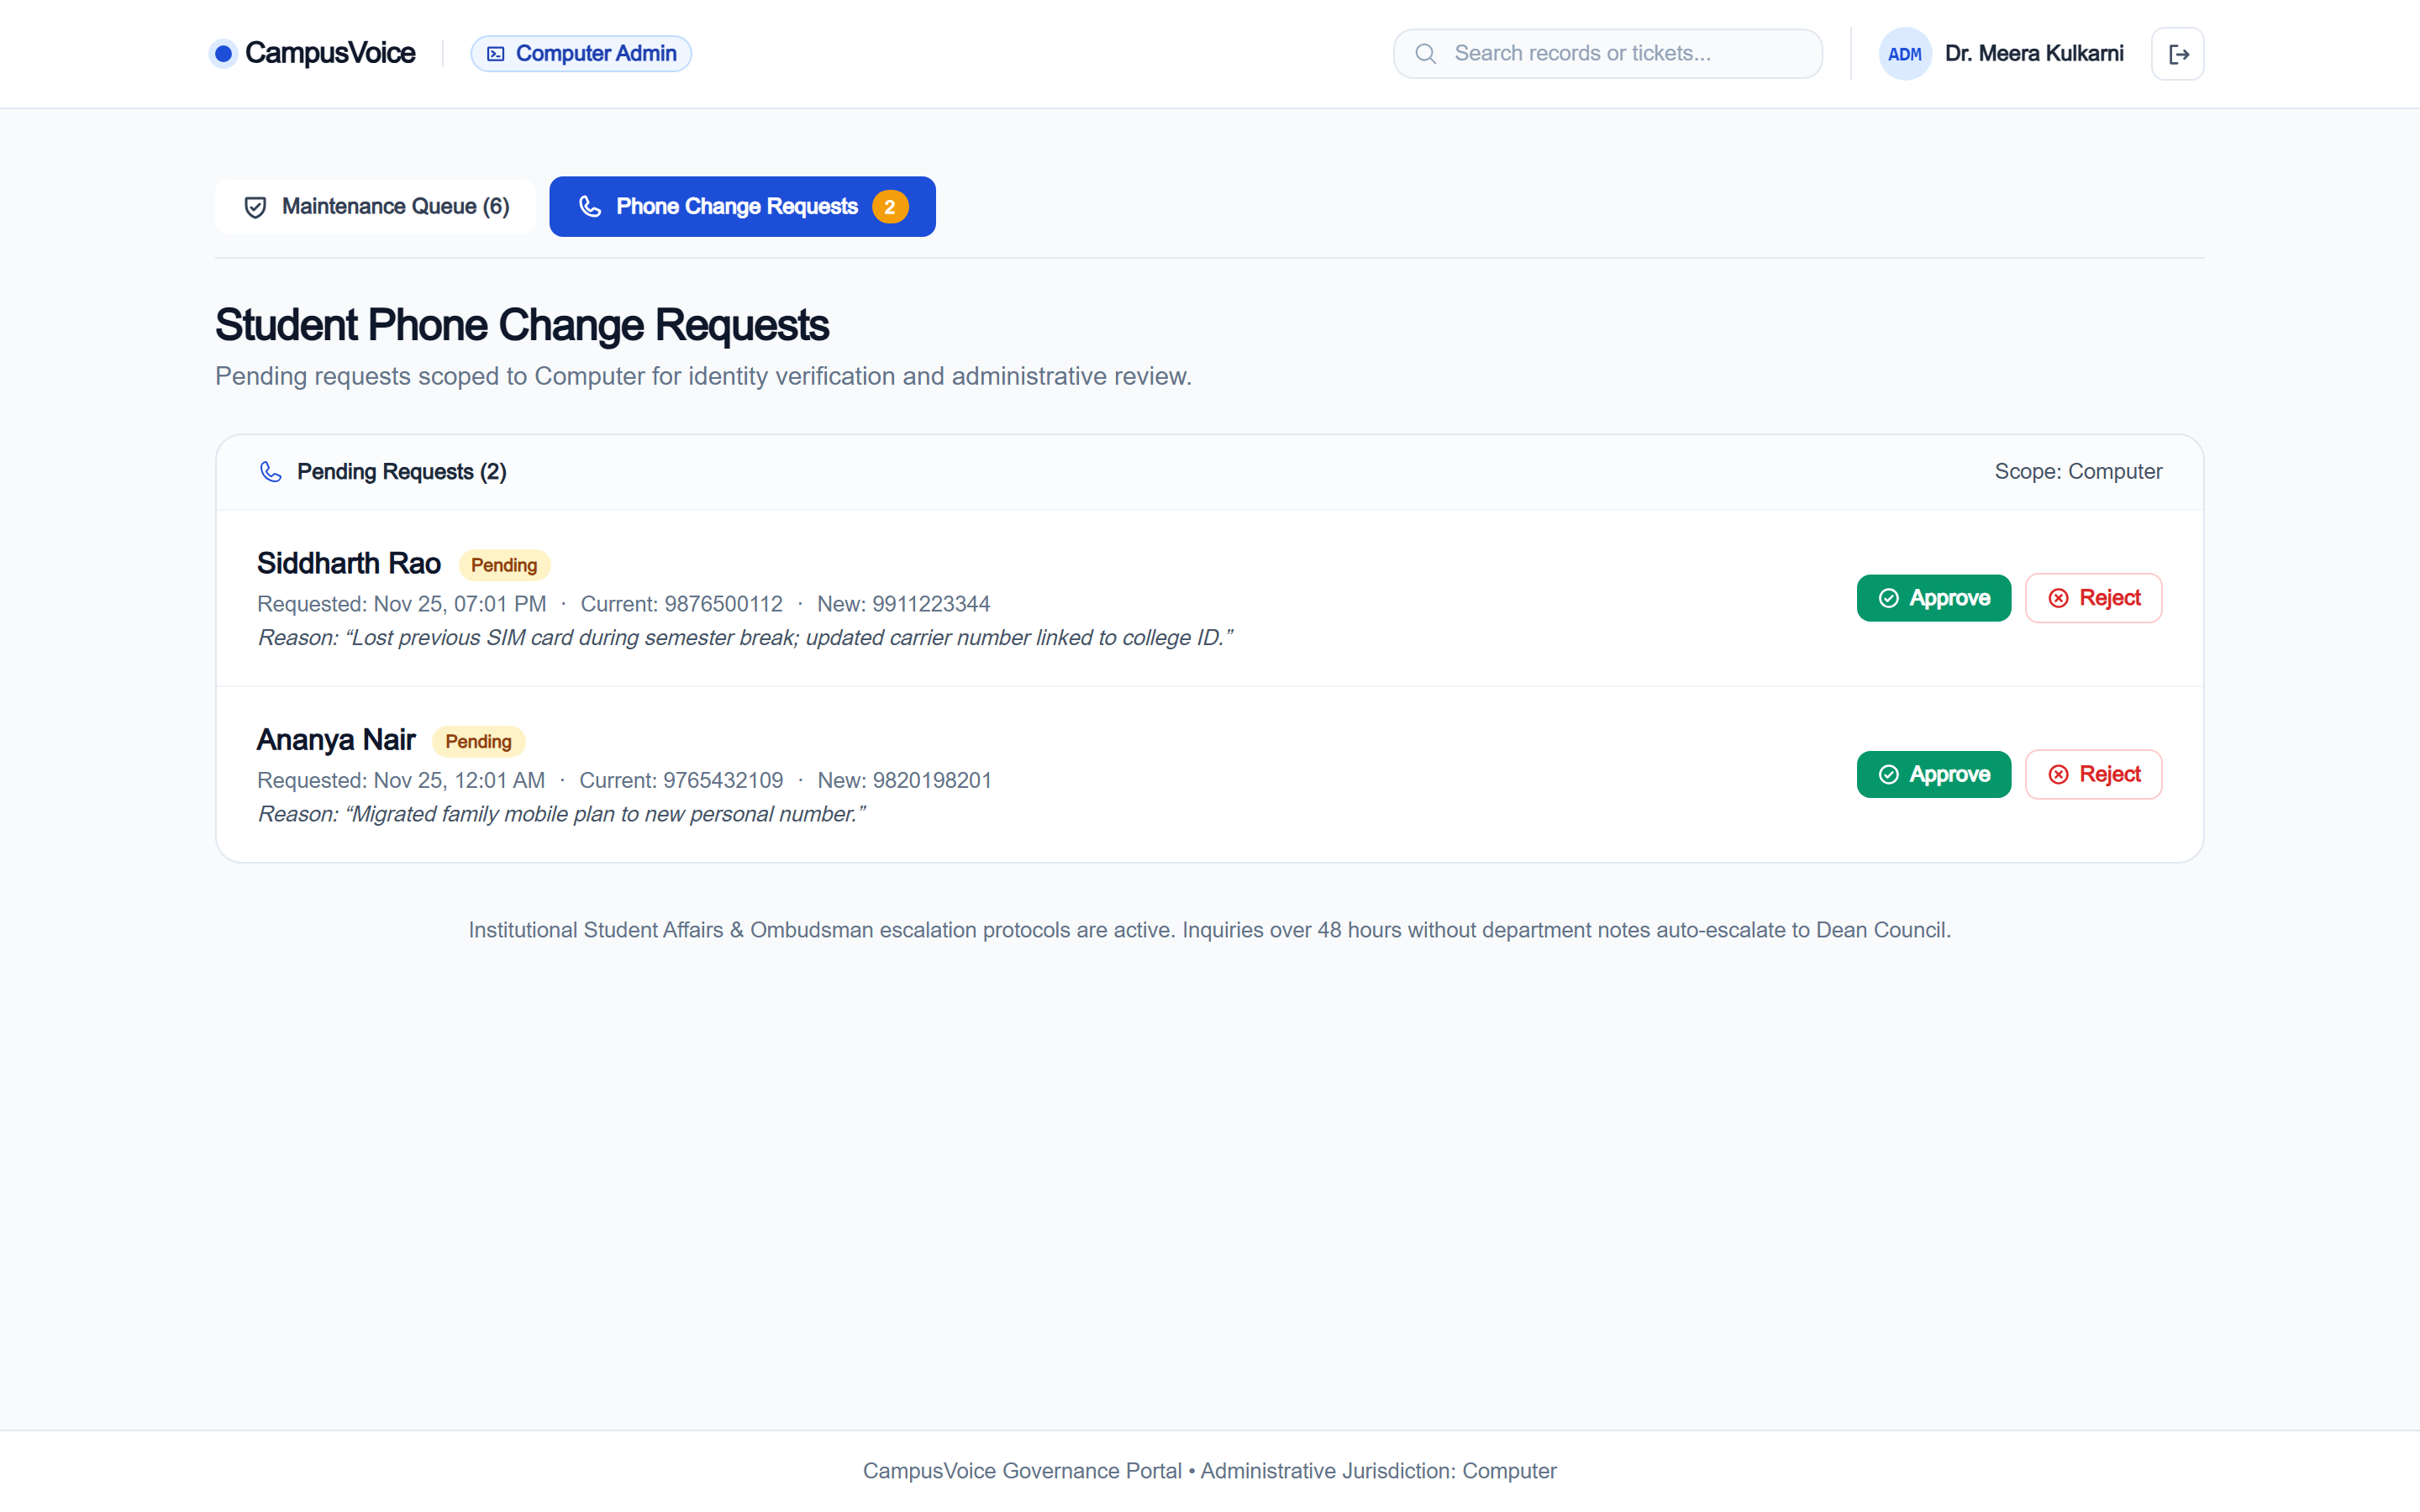 CampusVoice
Computer Admin
Search records or tickets...
ADM
Dr. Meera Kulkarni
Maintenance Queue (6)
Phone Change Requests 2
Student Phone Change Requests
Pending requests scoped to Computer for identity verification and administrative review.
Pending Requests (2)
Scope: Computer
Siddharth Rao Pending
Requested: Nov 25, 07:01 PM · Current: 9876500112 · New: 9911223344
Reason: “Lost previous SIM card during semester break; updated carrier number linked to college ID.”
Approve
Reject
Ananya Nair Pending
Requested: Nov 25, 12:01 AM · Current: 9765432109 · New: 9820198201
Reason: “Migrated family mobile plan to new personal number.”
Approve
Reject
Institutional Student Affairs & Ombudsman escalation protocols are active. Inquiries over 48 hours without department notes auto-escalate to Dean Council.
CampusVoice Governance Portal • Administrative Jurisdiction: Computer